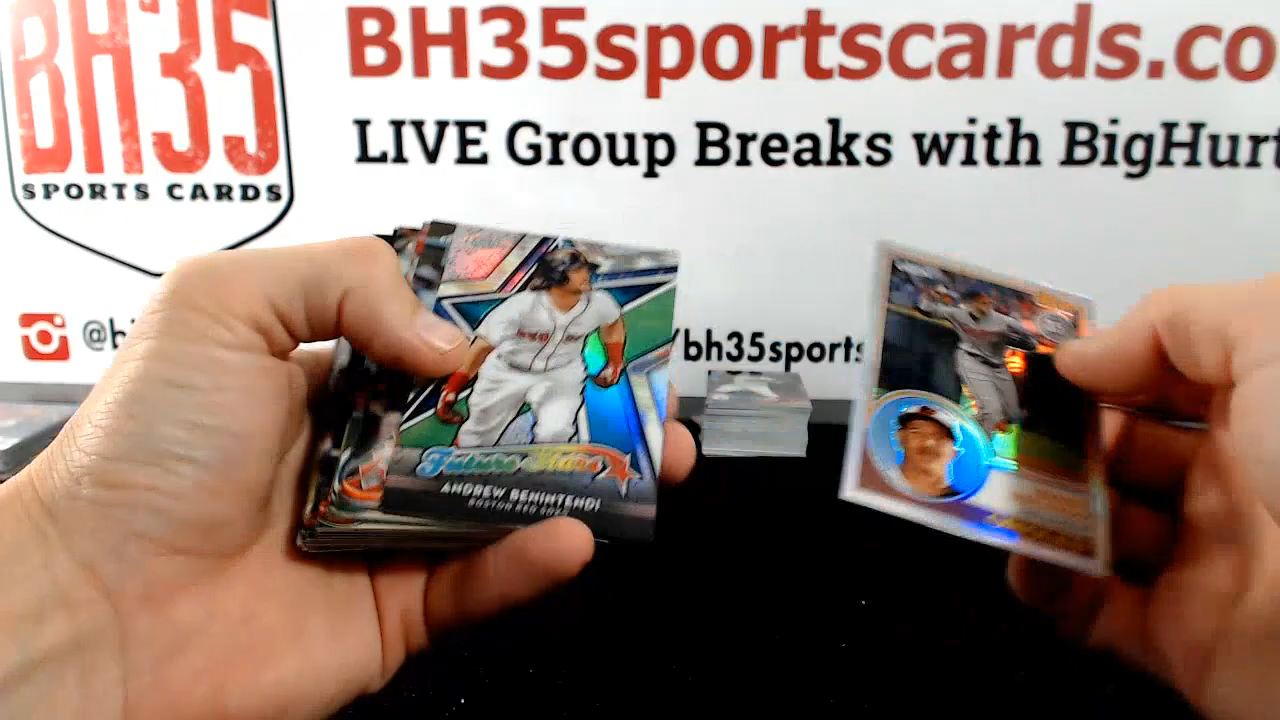 BH35
SPORTS CARDS
BH35sportscards.co
LIVE Group Breaks with BigHurt
/bh35sports
Future Stars
ANDREW BENINTENDI
BOSTON RED SOX